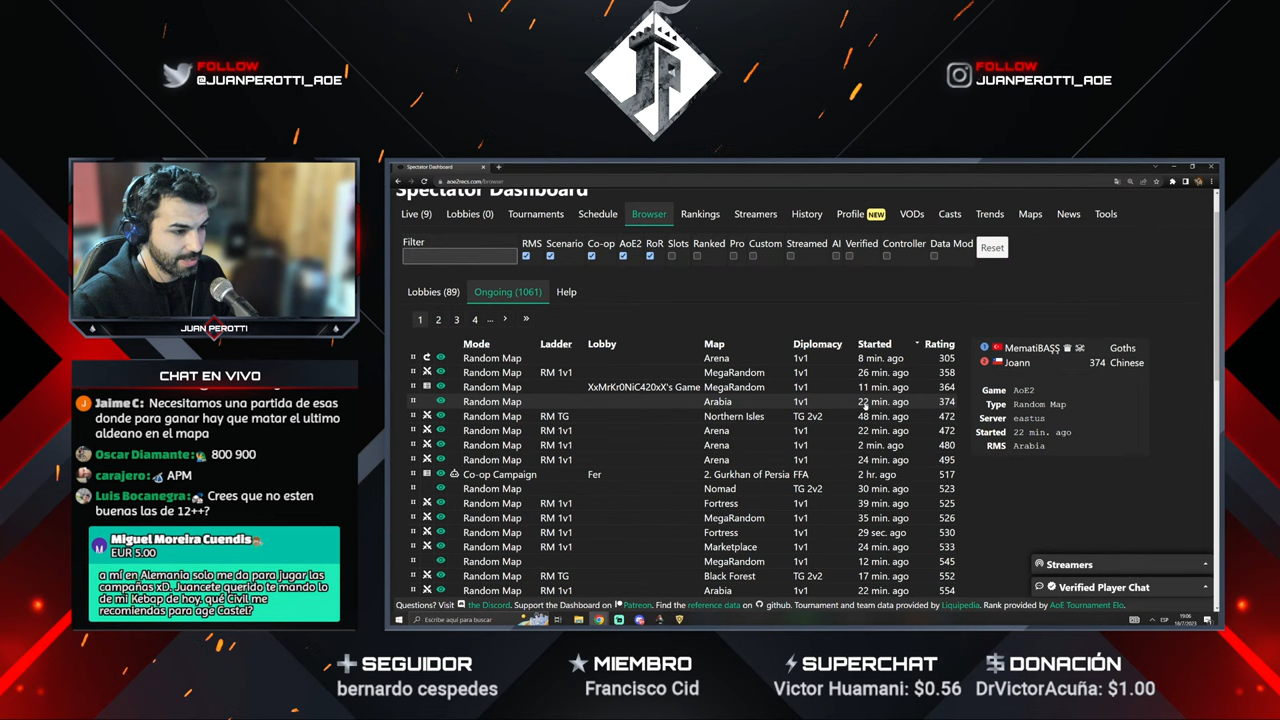 FOLLOW
@JUANPEROTTI_AOE
JP
FOLLOW
JUANPEROTTI_AOE
JUAN PEROTTI
CHAT EN VIVO
Jaime C: Necesitamos una partida de esas
donde para ganar hay que matar el ultimo
aldeano en el mapa
Oscar Diamante: 800 900
carajero: APM
Luis Bocanegra: Crees que no esten
buenas las de 12++?
M
Miguel Moreira Cuendis
EUR 5.00
a mí en Alemania solo me da para jugar las
campañas xD. Juancete querido te mando lo
de mi Kebap de hoy. qué Civil me
recomiendas para age Castel?
Spectator Dashboard
aoe2recs.com/browser
Spectator Dashboard
Live (9) Lobbies (0) Tournaments Schedule Browser Rankings Streamers History Profile NEW VODs Casts Trends Maps News Tools
Filter RMS Scenario Co-op AoE2 RoR Slots Ranked Pro Custom Streamed AI Verified Controller Data Mod Reset
Lobbies (89) Ongoing (1061) Help
1 2 3 4 ... › »
Mode Ladder Lobby Map Diplomacy Started Rating
Random Map Arena 1v1 8 min. ago 305
Random Map RM 1v1 MegaRandom 1v1 26 min. ago 358
Random Map XxMrKr0NiC420xX's Game MegaRandom 1v1 11 min. ago 364
Random Map Arabia 1v1 22 min. ago 374
Random Map RM TG Northern Isles TG 2v2 48 min. ago 472
Random Map RM 1v1 Arena 1v1 22 min. ago 472
Random Map RM 1v1 Arena 1v1 2 min. ago 480
Random Map RM 1v1 Arena 1v1 24 min. ago 495
Co-op Campaign Fer 2. Gurkhan of Persia FFA 2 hr. ago 517
Random Map Nomad TG 2v2 30 min. ago 523
Random Map RM 1v1 Fortress 1v1 39 min. ago 525
Random Map RM 1v1 MegaRandom 1v1 35 min. ago 526
Random Map RM 1v1 Fortress 1v1 29 sec. ago 530
Random Map RM 1v1 Marketplace 1v1 24 min. ago 533
Random Map MegaRandom 1v1 12 min. ago 545
Random Map RM TG Black Forest TG 2v2 17 min. ago 552
Random Map RM 1v1 Arabia 1v1 22 min. ago 554
1 MematiBAŞŞ Goths
2 Joann 374 Chinese
Game AoE2
Type Random Map
Server eastus
Started 22 min. ago
RMS Arabia
Streamers
Verified Player Chat
Questions? Visit the Discord. Support the Dashboard on Patreon. Find the reference data on github. Tournament and team data provided by Liquipedia. Rank provided by AoE Tournament Elo.
Escribe aquí para buscar
ESP
19:06
18/7/2023
SEGUIDOR
bernardo cespedes
MIEMBRO
Francisco Cid
SUPERCHAT
Victor Huamani: $0.56
DONACIÓN
DrVictorAcuña: $1.00